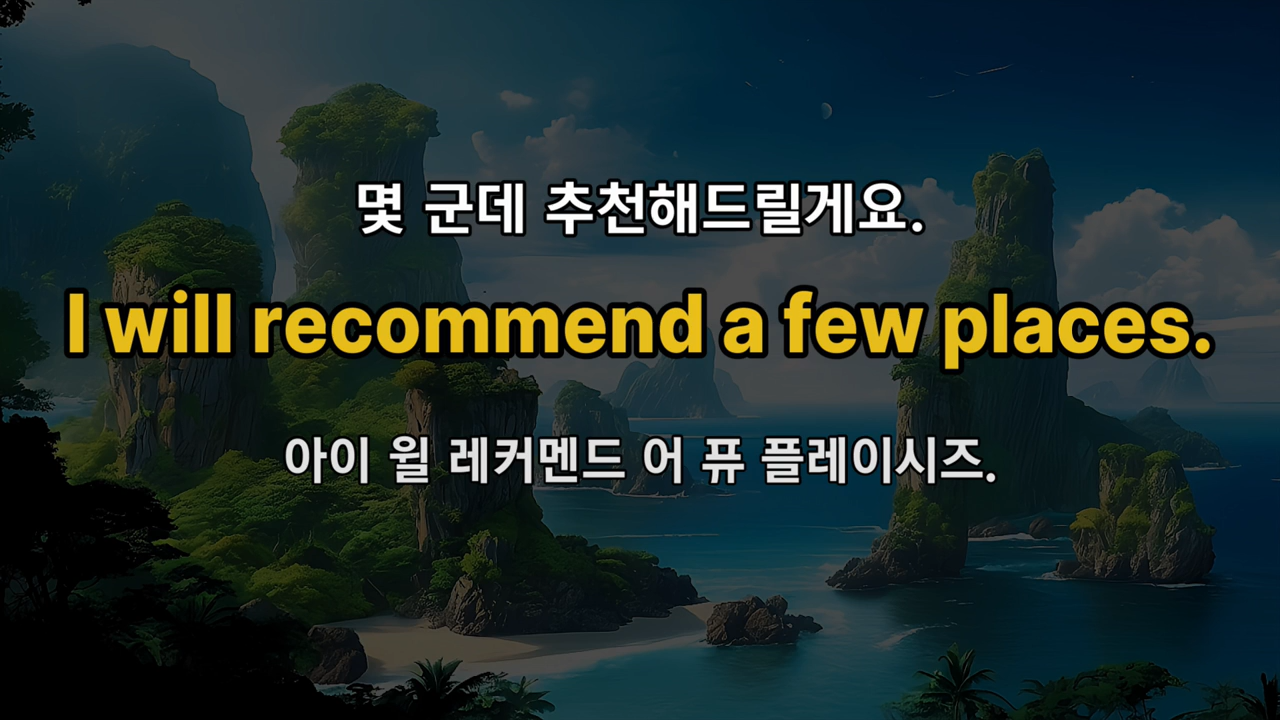 몇 군데 추천해드릴게요.
I will recommend a few places.
아이 윌 레커멘드 어 퓨 플레이시즈.